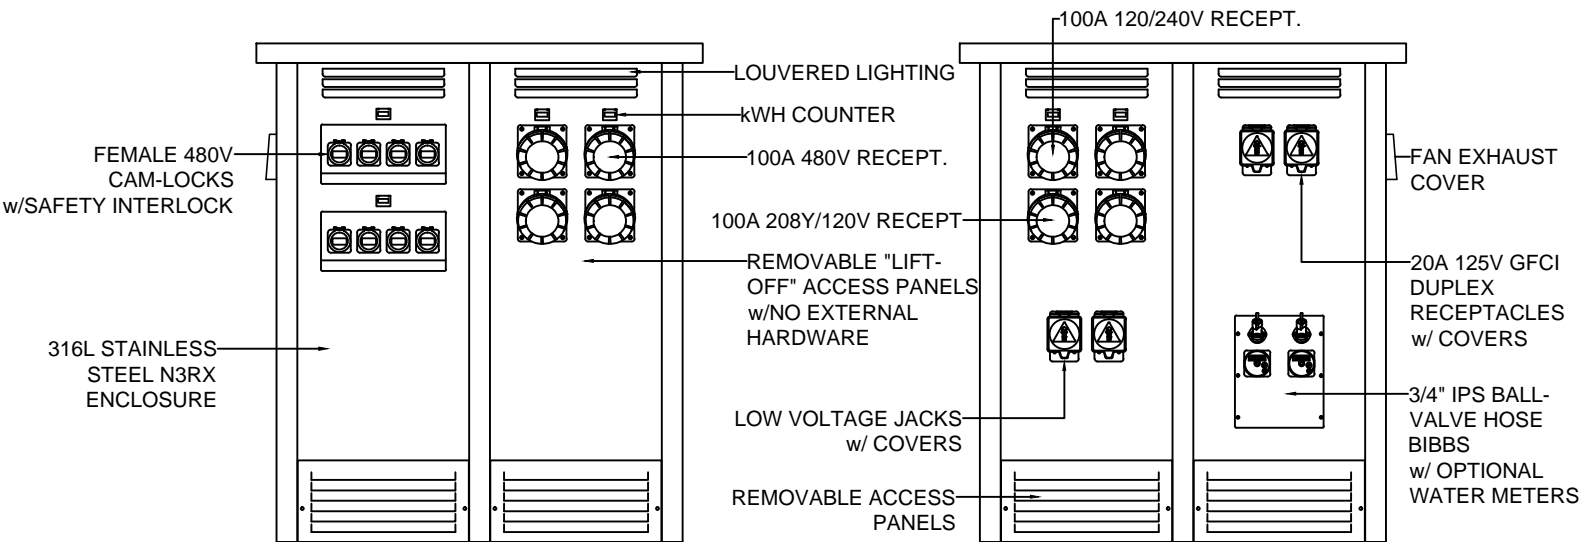 100A 120/240V RECEPT.
LOUVERED LIGHTING
kWH COUNTER
FEMALE 480V
CAM-LOCKS
w/SAFETY INTERLOCK
100A 480V RECEPT.
FAN EXHAUST
COVER
100A 208Y/120V RECEPT
REMOVABLE "LIFT-
OFF" ACCESS PANELS
w/NO EXTERNAL
HARDWARE
20A 125V GFCI
DUPLEX
RECEPTACLES
w/ COVERS
316L STAINLESS
STEEL N3RX
ENCLOSURE
LOW VOLTAGE JACKS
w/ COVERS
3/4" IPS BALL-
VALVE HOSE
BIBBS
w/ OPTIONAL
WATER METERS
REMOVABLE ACCESS
PANELS